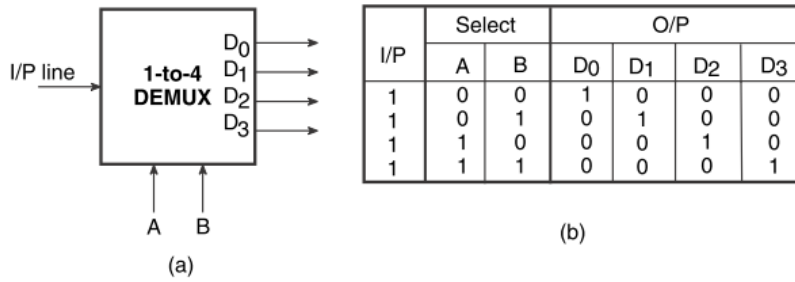 I/P line
1-to-4
DEMUX
D0
D1
D2
D3
A B
(a)
I/P Select O/P
A B D0 D1 D2 D3
1 0 0 1 0 0 0
1 0 1 0 1 0 0
1 1 0 0 0 1 0
1 1 1 0 0 0 1
(b)